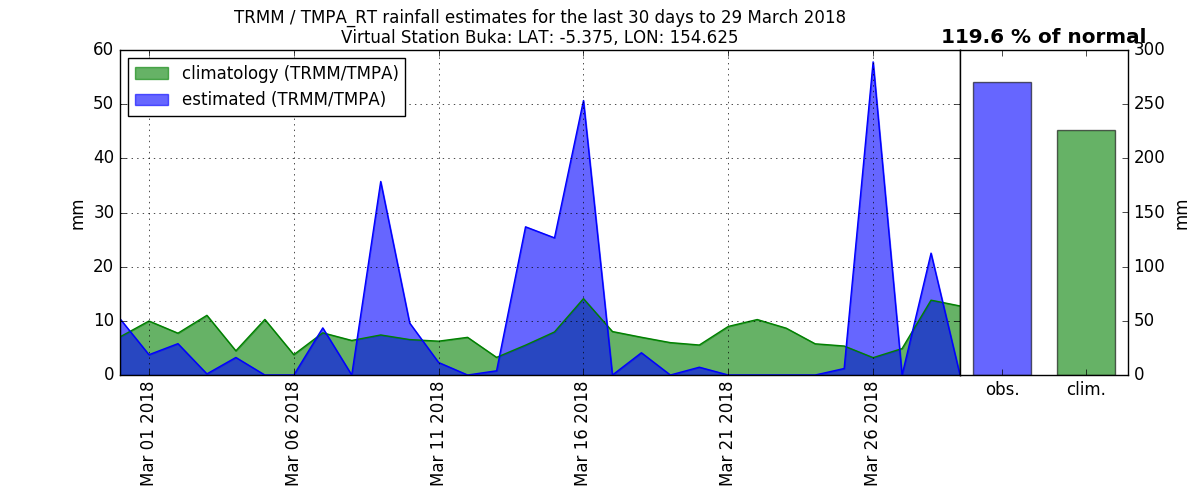 TRMM / TMPA_RT rainfall estimates for the last 30 days to 29 March 2018
Virtual Station Buka: LAT: -5.375, LON: 154.625
119.6 % of normal
climatology (TRMM/TMPA)
estimated (TRMM/TMPA)
60
50
40
30
20
10
0
mm
Mar 01 2018
Mar 06 2018
Mar 11 2018
Mar 16 2018
Mar 21 2018
Mar 26 2018
obs.
clim.
300
250
200
150
100
50
0
mm